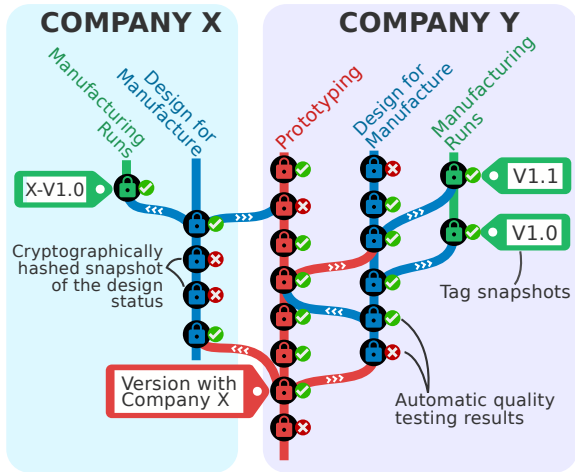 COMPANY X
COMPANY Y
Manufacturing
Runs
Design for
Manufacture
Prototyping
Design for
Manufacture
Manufacturing
Runs
X-V1.0
V1.1
V1.0
Cryptographically
hashed snapshot
of the design
status
Tag snapshots
Version with
Company X
Automatic quality
testing results